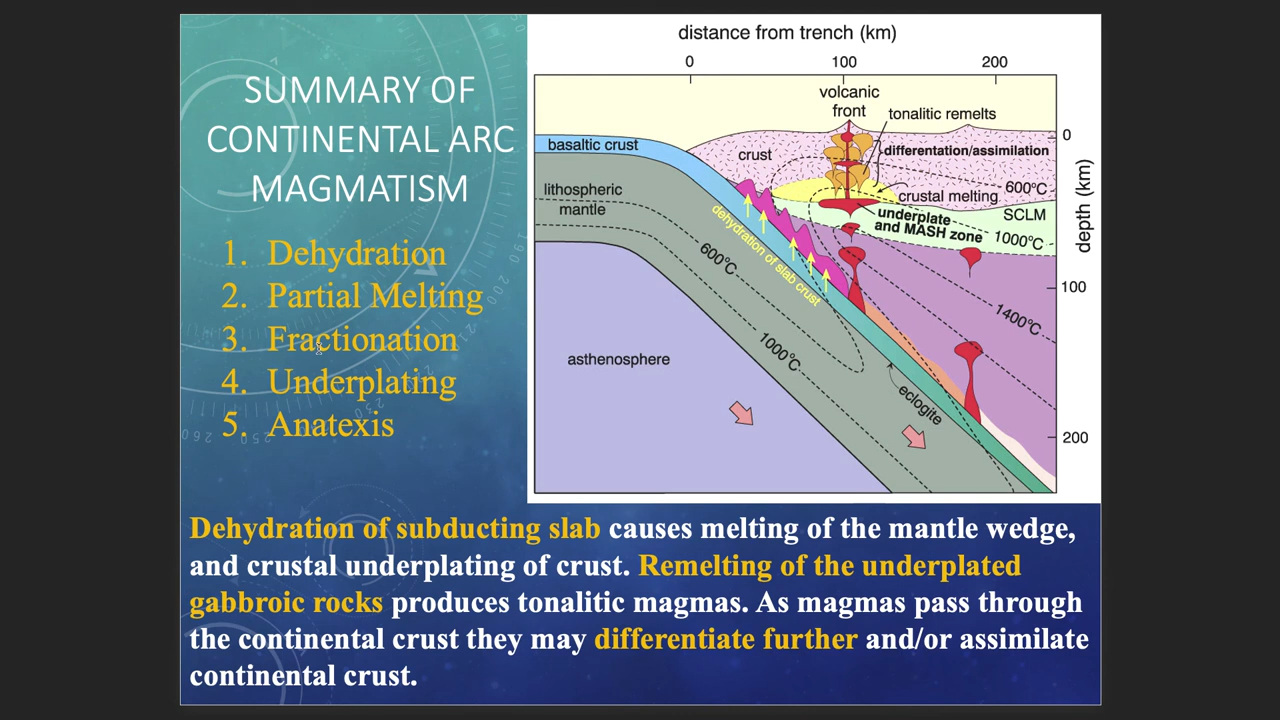 SUMMARY OF
CONTINENTAL ARC
MAGMATISM
1. Dehydration
2. Partial Melting
3. Fractionation
4. Underplating
5. Anatexis
distance from trench (km)
0
100
200
volcanic
front
tonalitic remelts
0
basaltic crust
crust
differentation/assimilation
600°C
lithospheric
mantle
crustal melting
SCLM
underplate
and MASH zone
1000°C
depth (km)
dehydration of slab crust
600°C
100
1400°C
1000°C
asthenosphere
eclogite
200
Dehydration of subducting slab causes melting of the mantle wedge,
and crustal underplating of crust. Remelting of the underplated
gabbroic rocks produces tonalitic magmas. As magmas pass through
the continental crust they may differentiate further and/or assimilate
continental crust.